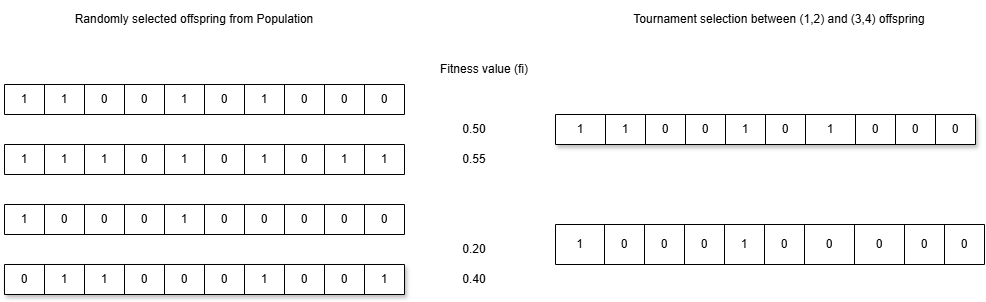 Randomly selected offspring from Population
Tournament selection between (1,2) and (3,4) offspring
Fitness value (fi)
1 1 0 0 1 0 1 0 0 0
0.50
1 1 0 0 1 0 1 0 0 0
1 1 1 0 1 0 1 0 1 1
0.55
1 0 0 0 1 0 0 0 0 0
0.20
1 0 0 0 1 0 0 0 0 0
0 1 1 0 0 0 1 0 0 1
0.40